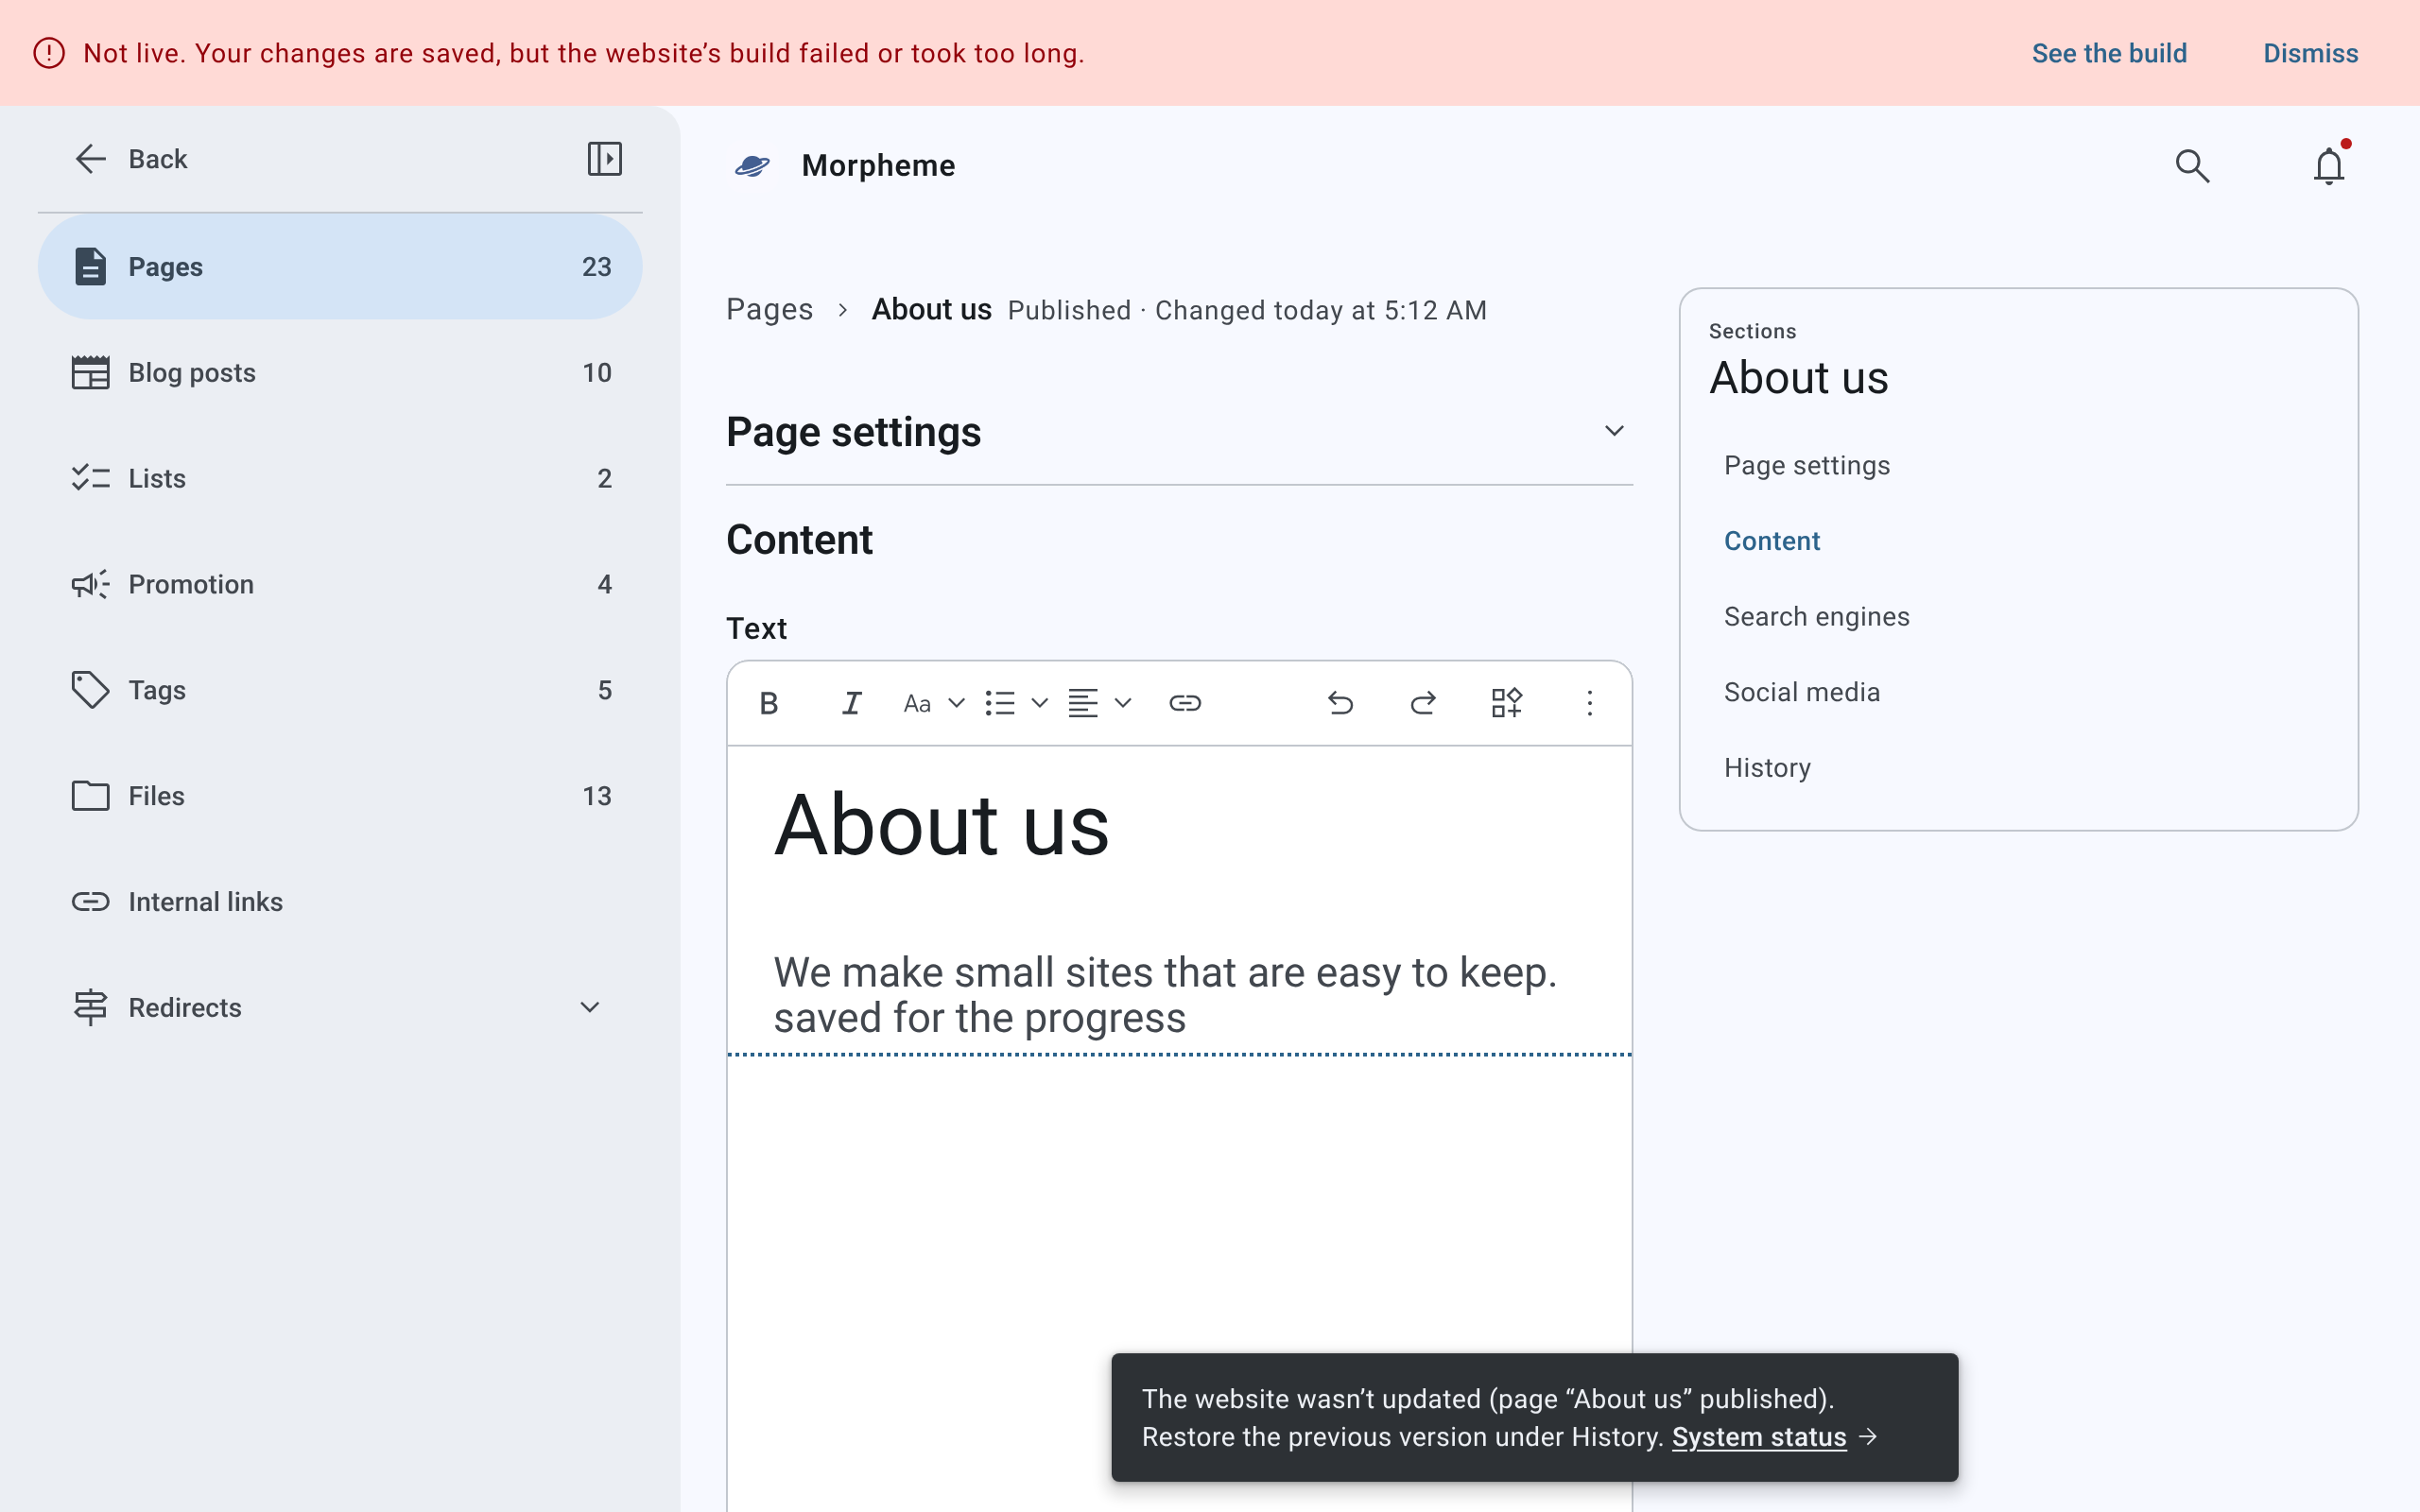 Not live. Your changes are saved, but the website’s build failed or took too long.
See the build
Dismiss
Back
Pages 23
Blog posts 10
Lists 2
Promotion 4
Tags 5
Files 13
Internal links
Redirects
Morpheme
Pages › About us Published · Changed today at 5:12 AM
Page settings
Content
Text
B I Aa
About us
We make small sites that are easy to keep.
saved for the progress
Sections
About us
Page settings
Content
Search engines
Social media
History
The website wasn’t updated (page “About us” published).
Restore the previous version under History. System status →